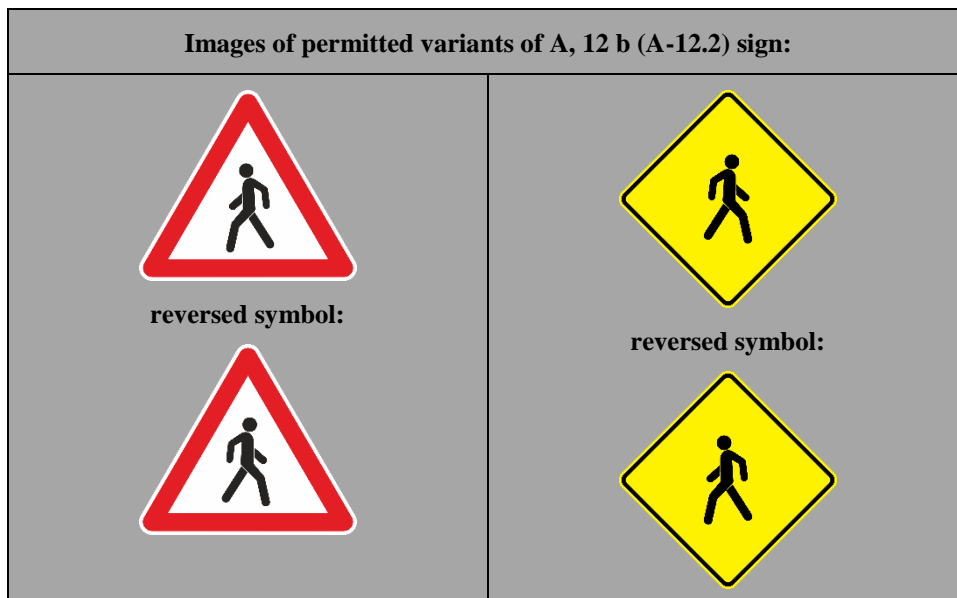 Images of permitted variants of A, 12 b (A-12.2) sign:
reversed symbol:
reversed symbol: